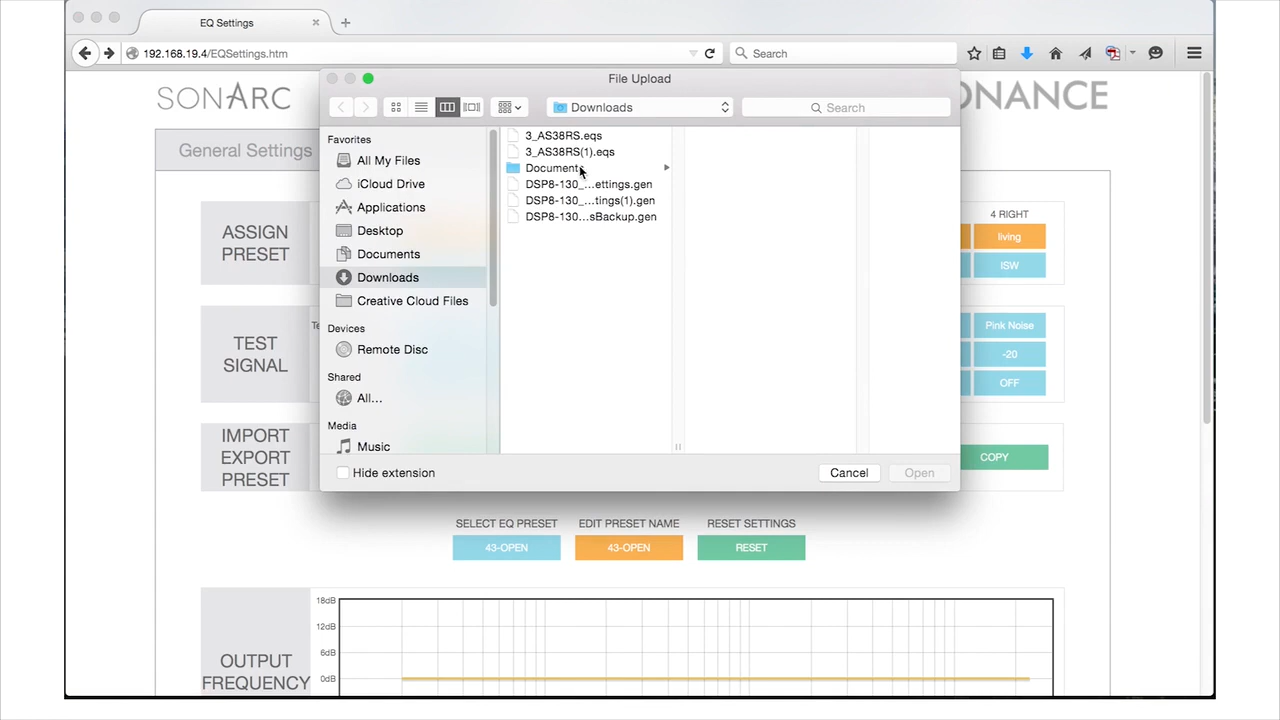 EQ Settings
192.168.19.4/EQSettings.htm
Search
File Upload
SONARC
ONANCE
Downloads
Search
General Settings
Favorites
All My Files
iCloud Drive
Applications
Desktop
Documents
Downloads
Creative Cloud Files
Devices
Remote Disc
Shared
All...
Media
Music
3_AS38RS.eqs
3_AS38RS(1).eqs
Documents
DSP8-130_...ettings.gen
DSP8-130_...tings(1).gen
DSP8-130...sBackup.gen
Hide extension
Cancel
Open
ASSIGN
PRESET
4 RIGHT
living
ISW
Te
TEST
SIGNAL
Pink Noise
-20
OFF
IMPORT
EXPORT
PRESET
COPY
SELECT EQ PRESET
EDIT PRESET NAME
RESET SETTINGS
43-OPEN
43-OPEN
RESET
18dB
12dB
6dB
0dB
OUTPUT
FREQUENCY